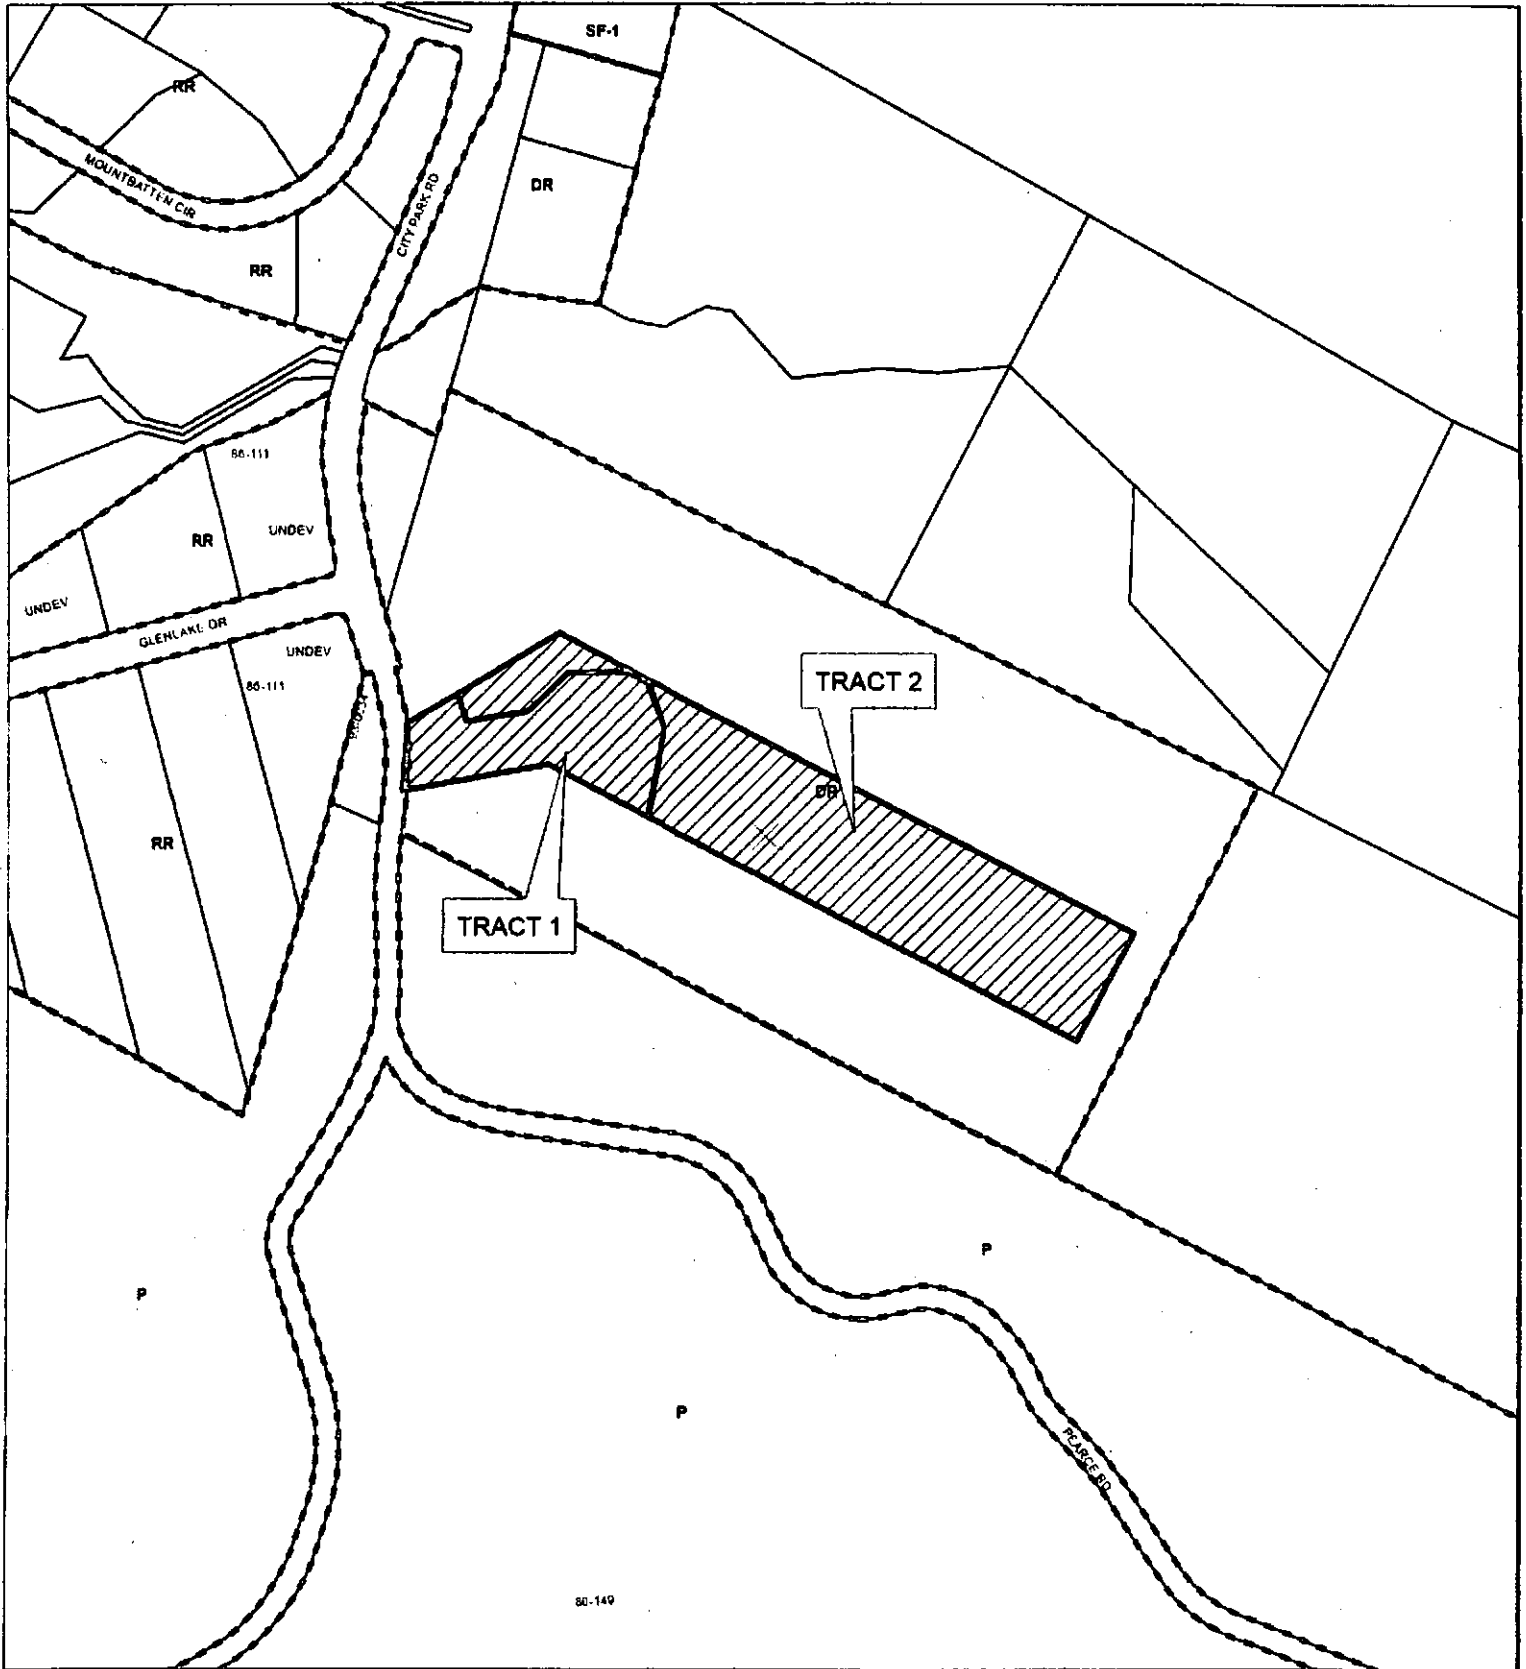 SF-1
RR
MOUNTBATTEN CIR
DR
CITY PARK RD
RR
86-111
UNDEV
RR
UNDEV
GLENLAKE DR
UNDEV
86-111
TRACT 2
DR
RR
TRACT 1
P
P
P
PEARCE RD
80-149